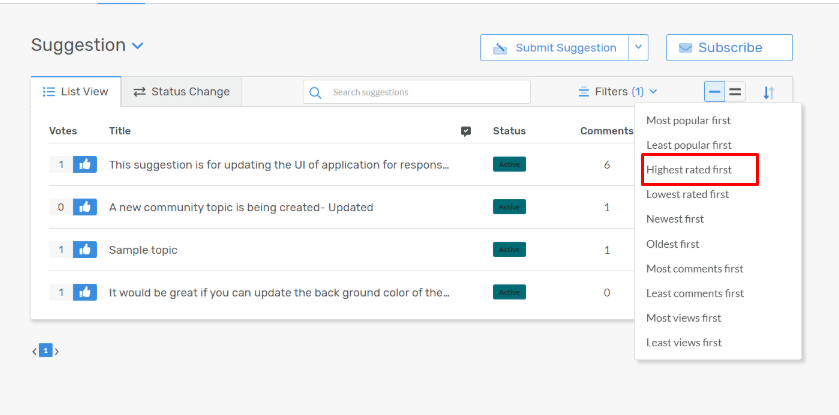 Suggestion
Submit Suggestion
Subscribe
List View
Status Change
Search suggestions
Filters (1)
Votes Title Status Comments
1 This suggestion is for updating the UI of application for respons... Active 6
0 A new community topic is being created- Updated Active 1
1 Sample topic Active 1
1 It would be great if you can update the back ground color of the... Active 0
Most popular first
Least popular first
Highest rated first
Lowest rated first
Newest first
Oldest first
Most comments first
Least comments first
Most views first
Least views first
1